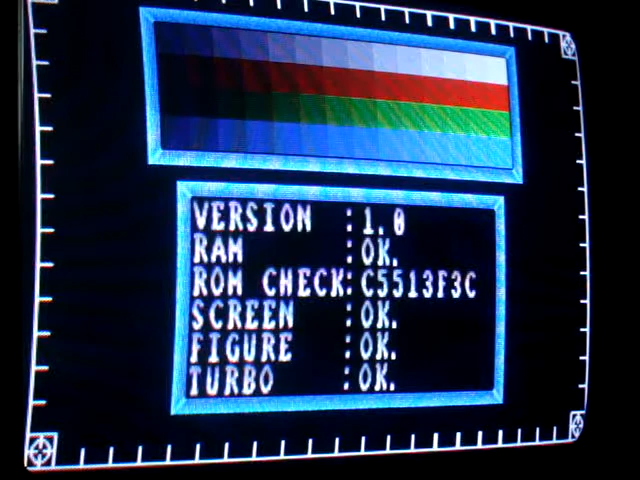 VERSION :1.0
RAM :OK.
ROM CHECK:C5513F3C
SCREEN :OK.
FIGURE :OK.
TURBO :OK.